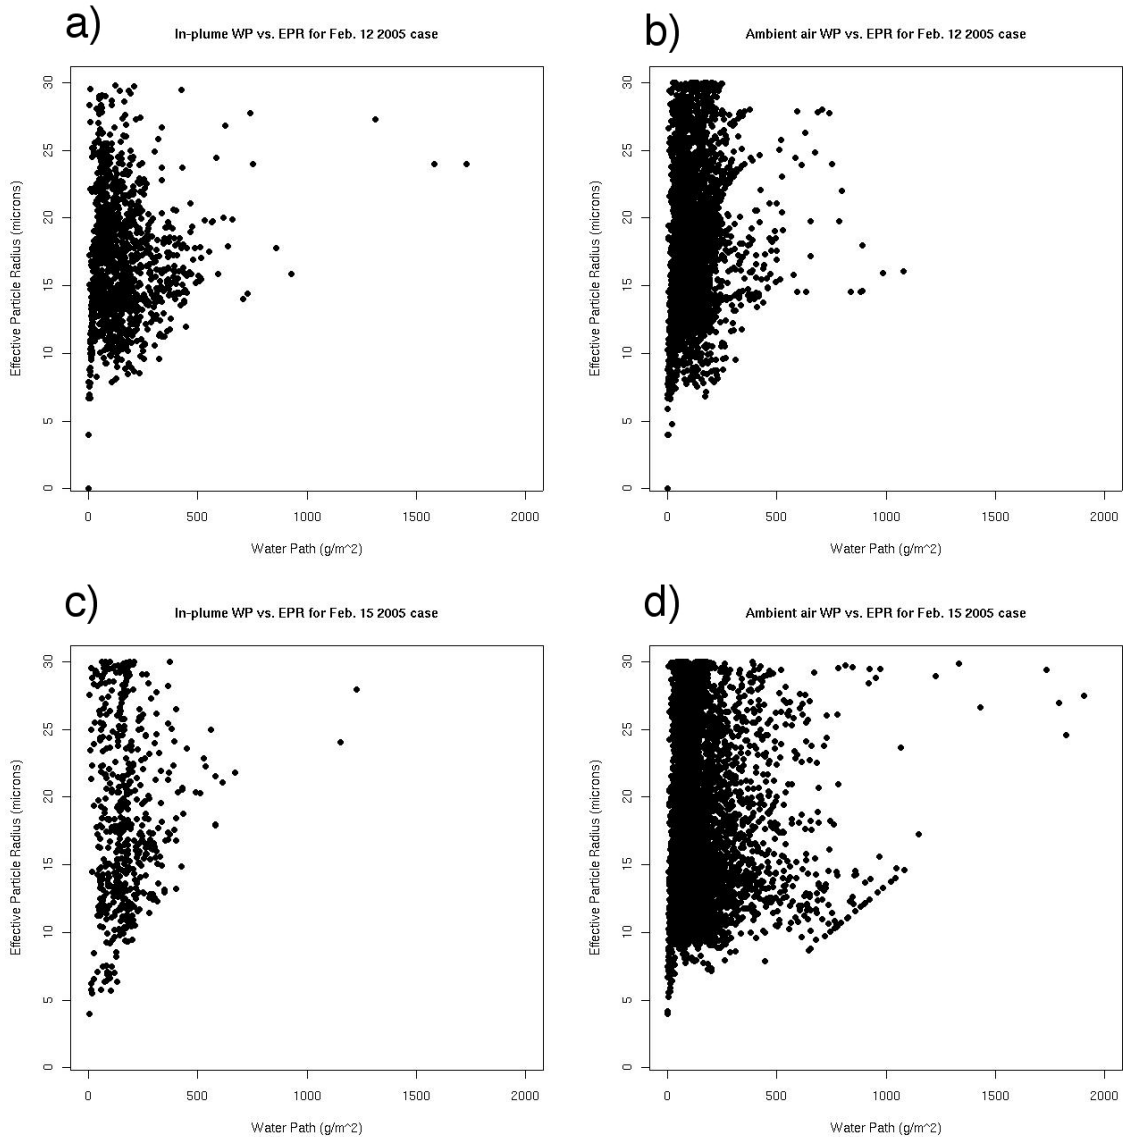 a)
In-plume WP vs. EPR for Feb. 12 2005 case
Effective Particle Radius (microns)
30
25
20
15
10
5
0
0 500 1000 1500 2000
Water Path (g/m^2)
b)
Ambient air WP vs. EPR for Feb. 12 2005 case
Effective Particle Radius (microns)
30
25
20
15
10
5
0
0 500 1000 1500 2000
Water Path (g/m^2)
c)
In-plume WP vs. EPR for Feb. 15 2005 case
Effective Particle Radius (microns)
30
25
20
15
10
5
0
0 500 1000 1500 2000
Water Path (g/m^2)
d)
Ambient air WP vs. EPR for Feb. 15 2005 case
Effective Particle Radius (microns)
30
25
20
15
10
5
0
0 500 1000 1500 2000
Water Path (g/m^2)